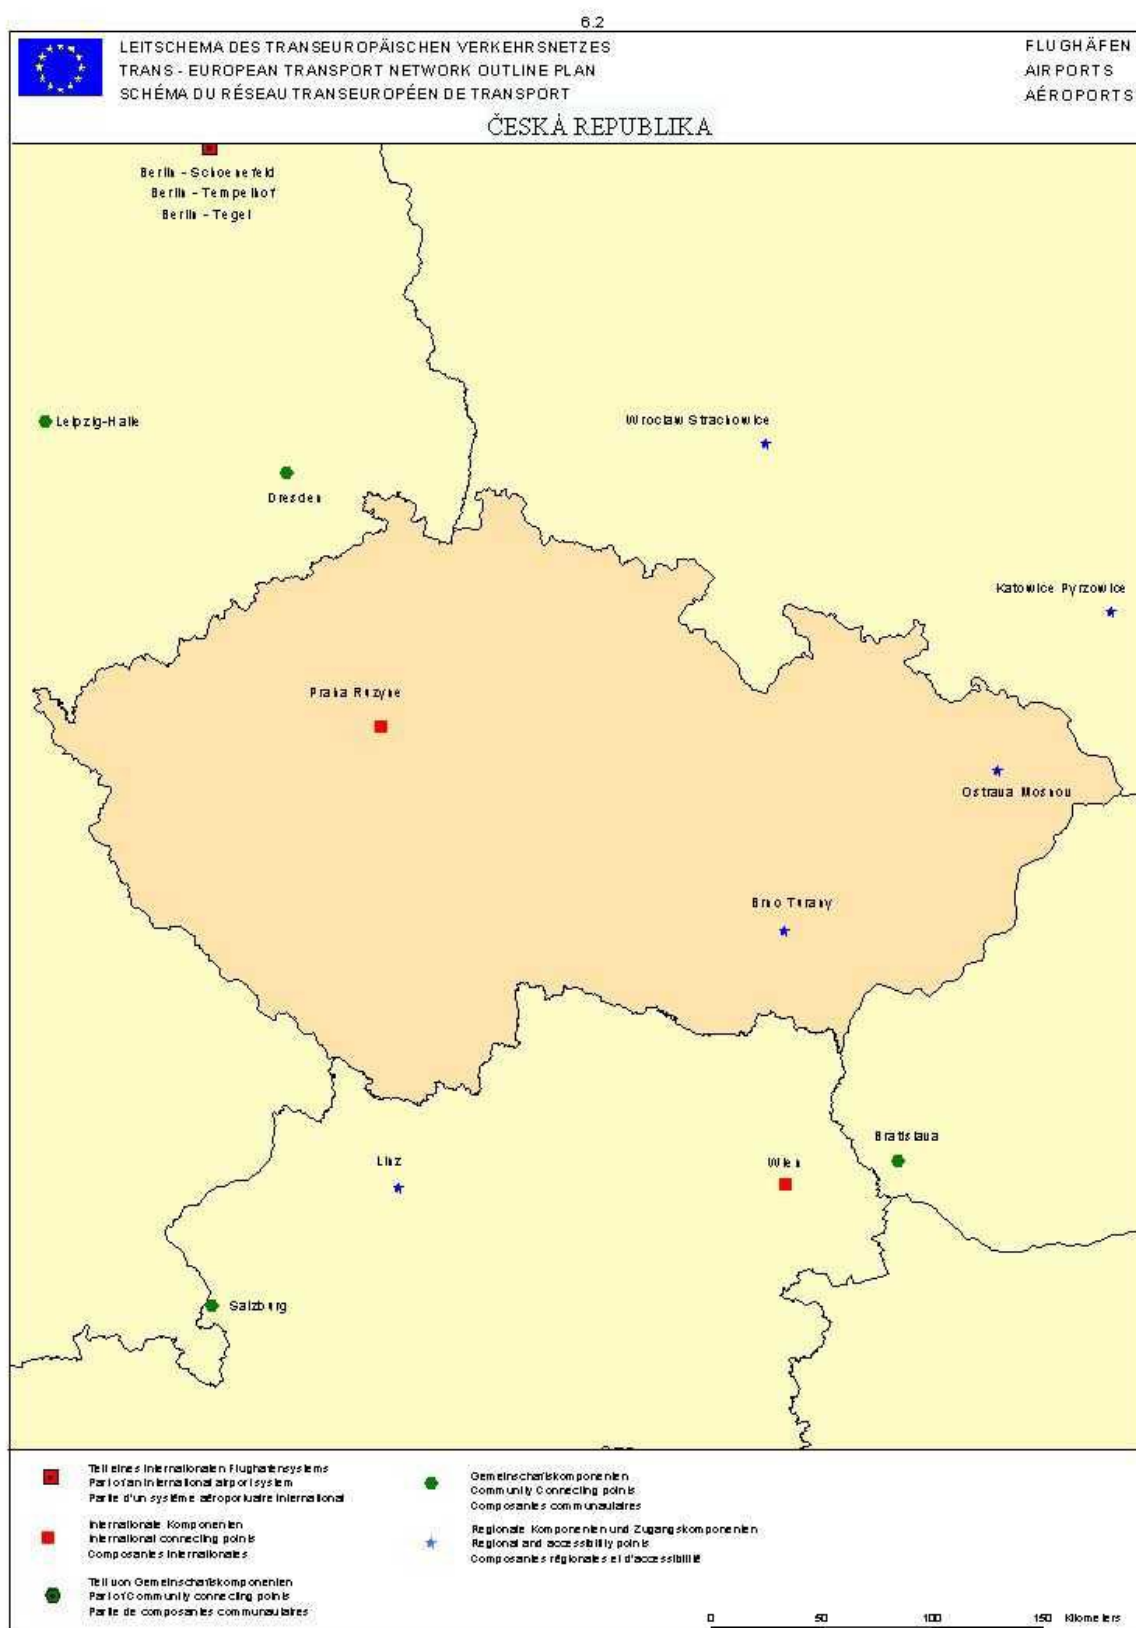 6.2
LEITSCHEMA DES TRANSEUROPÄISCHEN VERKEHRSNETZES
TRANS - EUROPEAN TRANSPORT NETWORK OUTLINE PLAN
SCHÉMA DU RÉSEAU TRANSEUROPÉEN DE TRANSPORT
FLUGHÄFEN
AIRPORTS
AÉROPORTS
ČESKÁ REPUBLIKA
Berlin - Schoenefeld
Berlin - Tempelhof
Berlin - Tegel
Leipzig-Halle
Wroclaw Strachowice
Dresden
Katowice Pyrzowice
Praha Ruzyne
Ostrava Mosnov
Brno Turany
Bratislava
Linz
Wien
Salzburg
Teil eines internationalen Flughafensystems
Part of an international airport system
Partie d'un système aéroportuaire international
Internationale Komponenten
International connecting points
Composantes internationales
Teil von Gemeinschaftskomponenten
Part of Community connecting points
Partie de composantes communautaires
Gemeinschaftskomponenten
Community Connecting points
Composantes communautaires
Regionale Komponenten und Zugangskomponenten
Regional and accessibility points
Composantes régionales et d'accessibilité
0 50 100 150 Kilometers